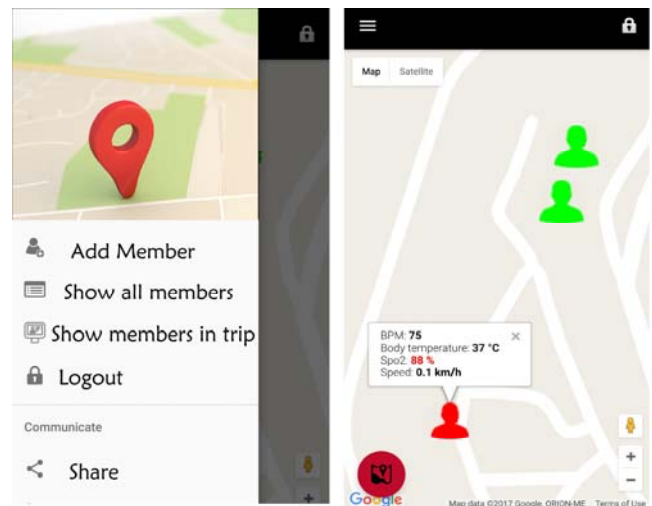 Add Member
Show all members
Show members in trip
Logout
Communicate
Share
Map Satellite
BPM: 75
Body temperature: 37 °C
Spo2: 88 %
Speed: 0.1 km/h
Google
Map data ©2017 Google, ORION-ME Terms of Use